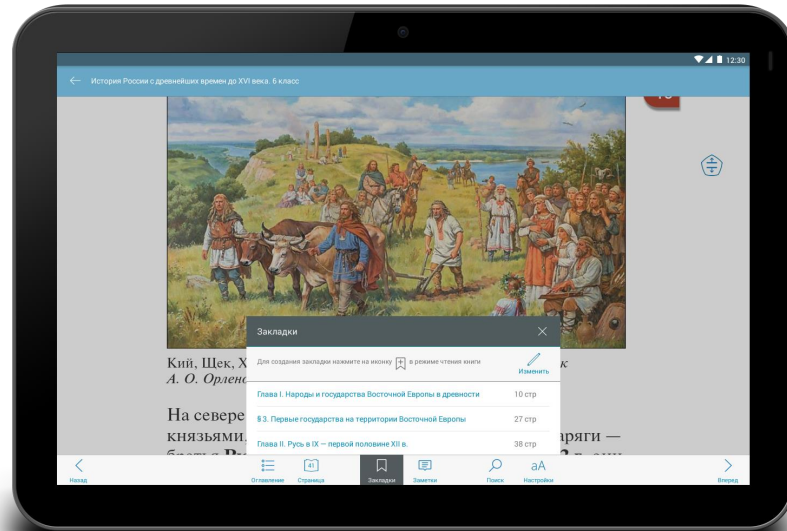 12:30
История России с древнейших времен до XVI века. 6 класс
Закладки
Для создания закладки нажмите на иконку в режиме чтения книги
Изменить
Глава I. Народы и государства Восточной Европы в древности 10 стр
§ 3. Первые государства на территории Восточной Европы 27 стр
Глава II. Русь в IX — первой половине XII в. 38 стр
Кий, Щек, Х
А. О. Орлено
На севере
князьями. аряги —
Назад
Оглавление
41
Страница
Закладки
Заметки
Поиск
аА
Настройки
Вперед